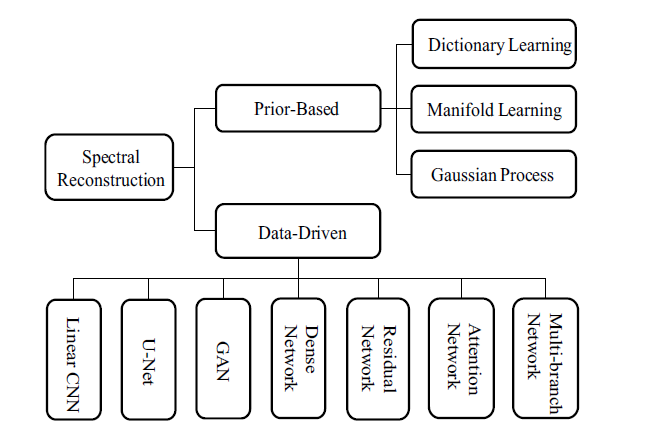 Dictionary Learning
Prior-Based
Manifold Learning
Spectral
Reconstruction
Gaussian Process
Data-Driven
Linear CNN
U-Net
GAN
Dense
Network
Residual
Network
Attention
Network
Multi-branch
Network